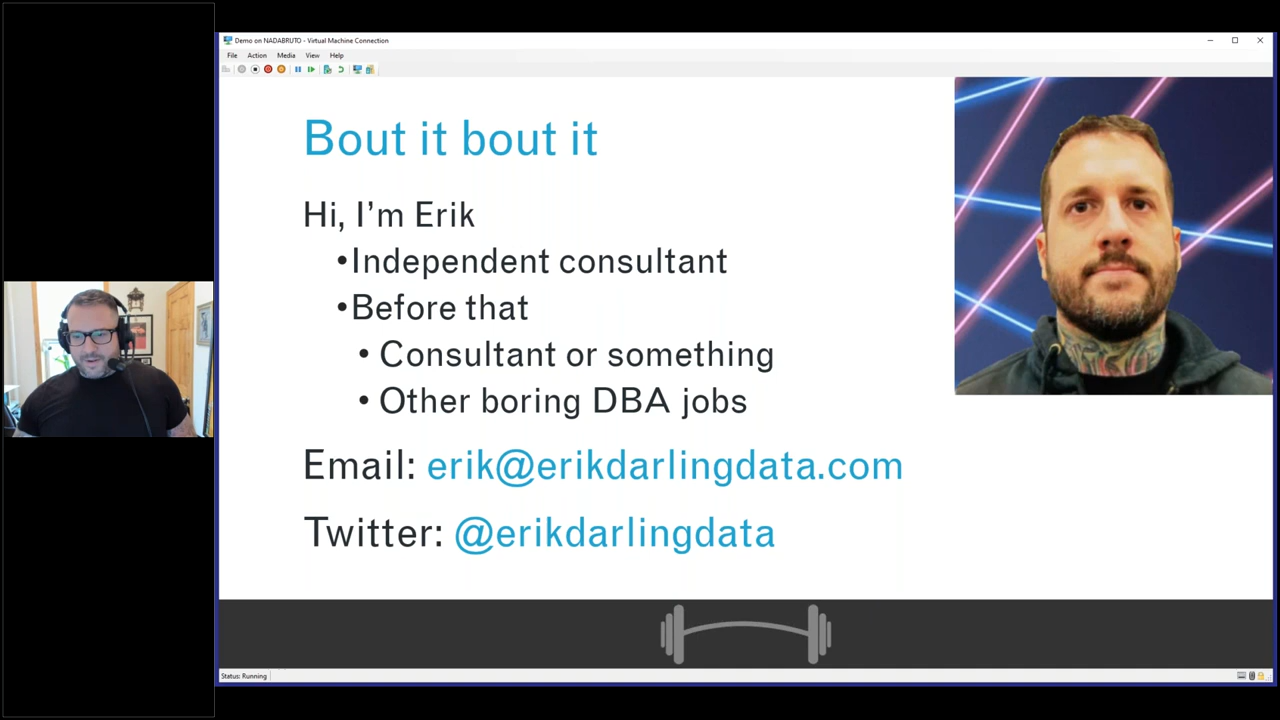 Demo on NADABRUTO - Virtual Machine Connection
File Action Media View Help
Bout it bout it
Hi, I’m Erik
•Independent consultant
•Before that
• Consultant or something
• Other boring DBA jobs
Email: erik@erikdarlingdata.com
Twitter: @erikdarlingdata
Status: Running